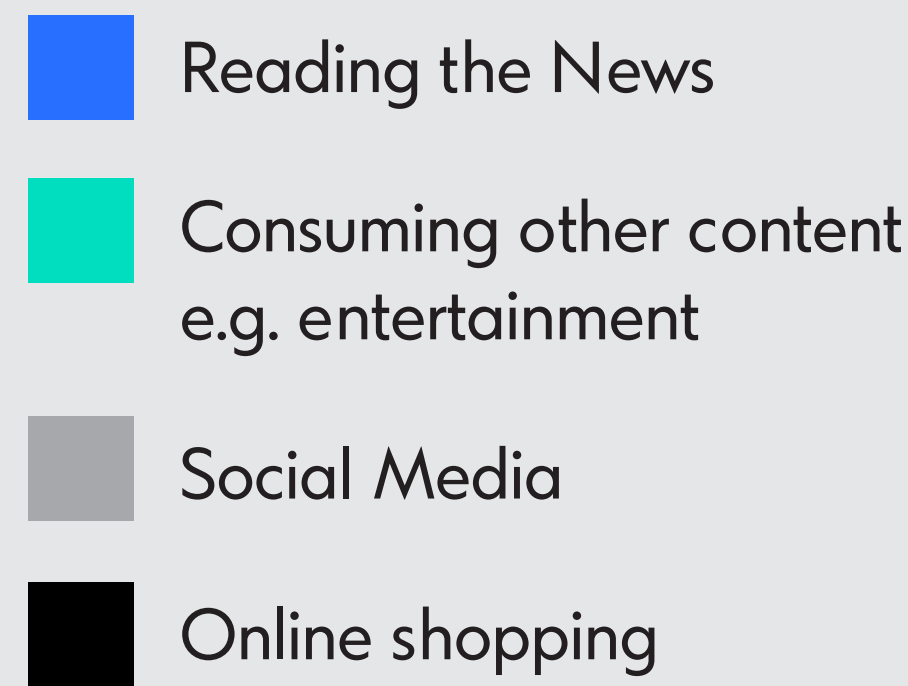 Reading the News
Consuming other content
e.g. entertainment
Social Media
Online shopping